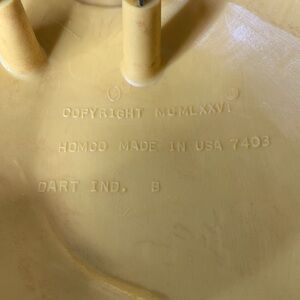 COPYRIGHT MCMLXXVI
HOMCO MADE IN USA 7403
DART IND. B